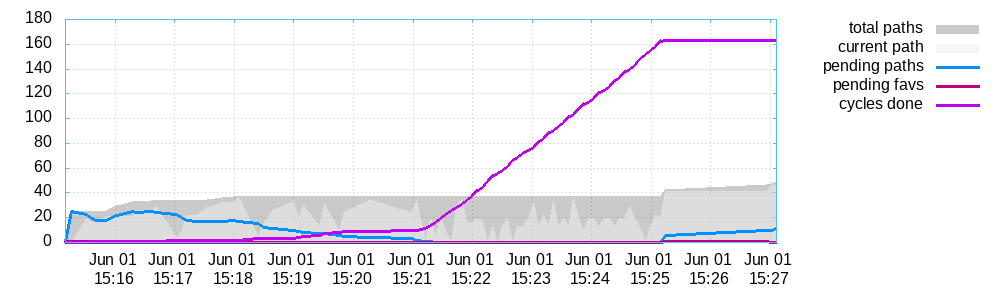 180
160
140
120
100
80
60
40
20
0
Jun 01 Jun 01 Jun 01 Jun 01 Jun 01 Jun 01 Jun 01 Jun 01 Jun 01 Jun 01 Jun 01 Jun 01
15:16 15:17 15:18 15:19 15:20 15:21 15:22 15:23 15:24 15:25 15:26 15:27
total paths
current path
pending paths
pending favs
cycles done